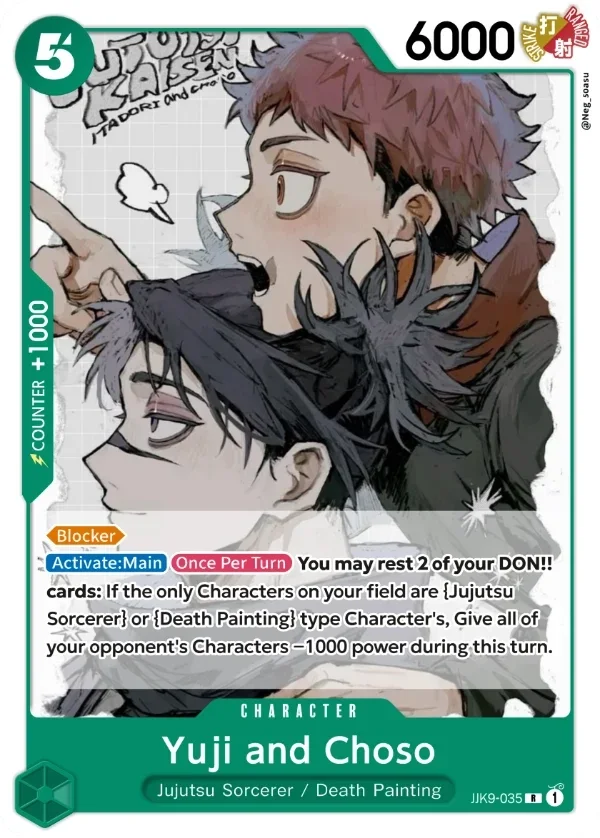 5
6000
STRIKE
打
射
RANGED
@Neg_soasu
JUJUTSU
KAISEN
ITADORI and CHOSO
COUNTER +1000
Blocker
Activate:Main Once Per Turn You may rest 2 of your DON!!
cards: If the only Characters on your field are {Jujutsu
Sorcerer} or {Death Painting} type Character's, Give all of
your opponent's Characters −1000 power during this turn.
CHARACTER
Yuji and Choso
Jujutsu Sorcerer / Death Painting
JJK9-035 R 1